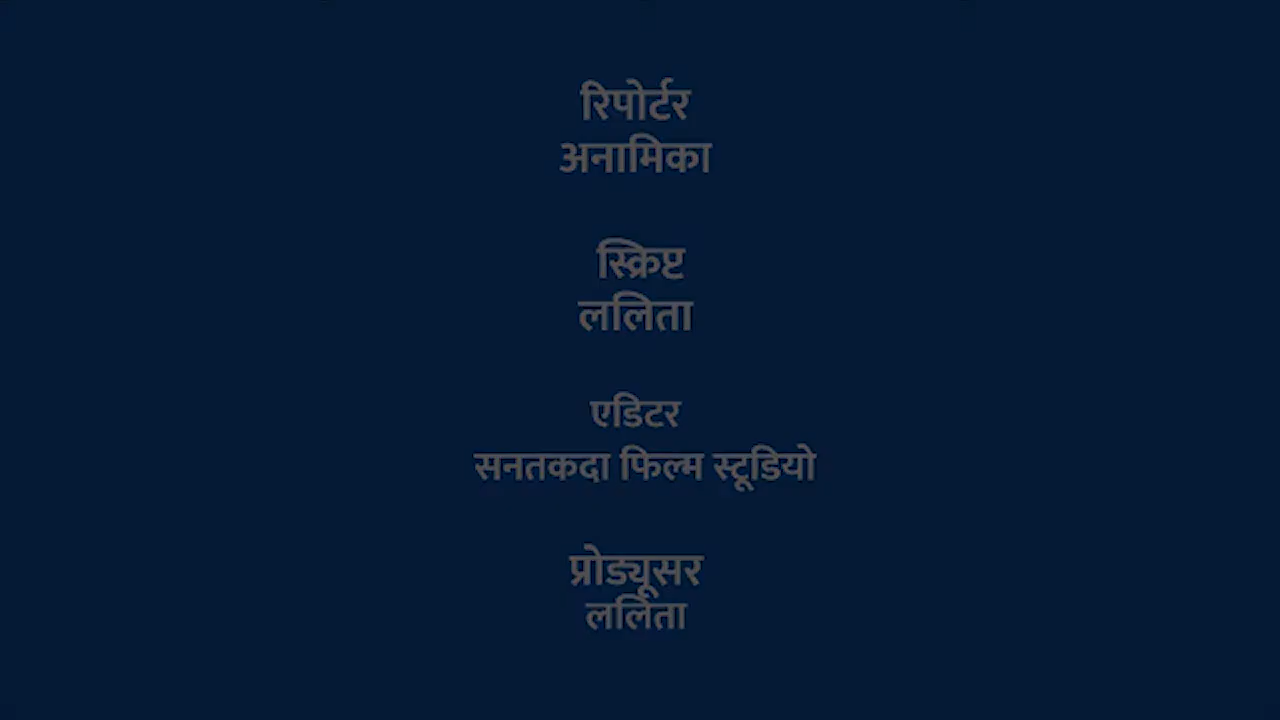 रिपोर्टर
अनामिका
स्क्रिप्ट
ललिता
एडिटर
सनतकदा फिल्म स्टूडियो
प्रोड्यूसर
ललिता